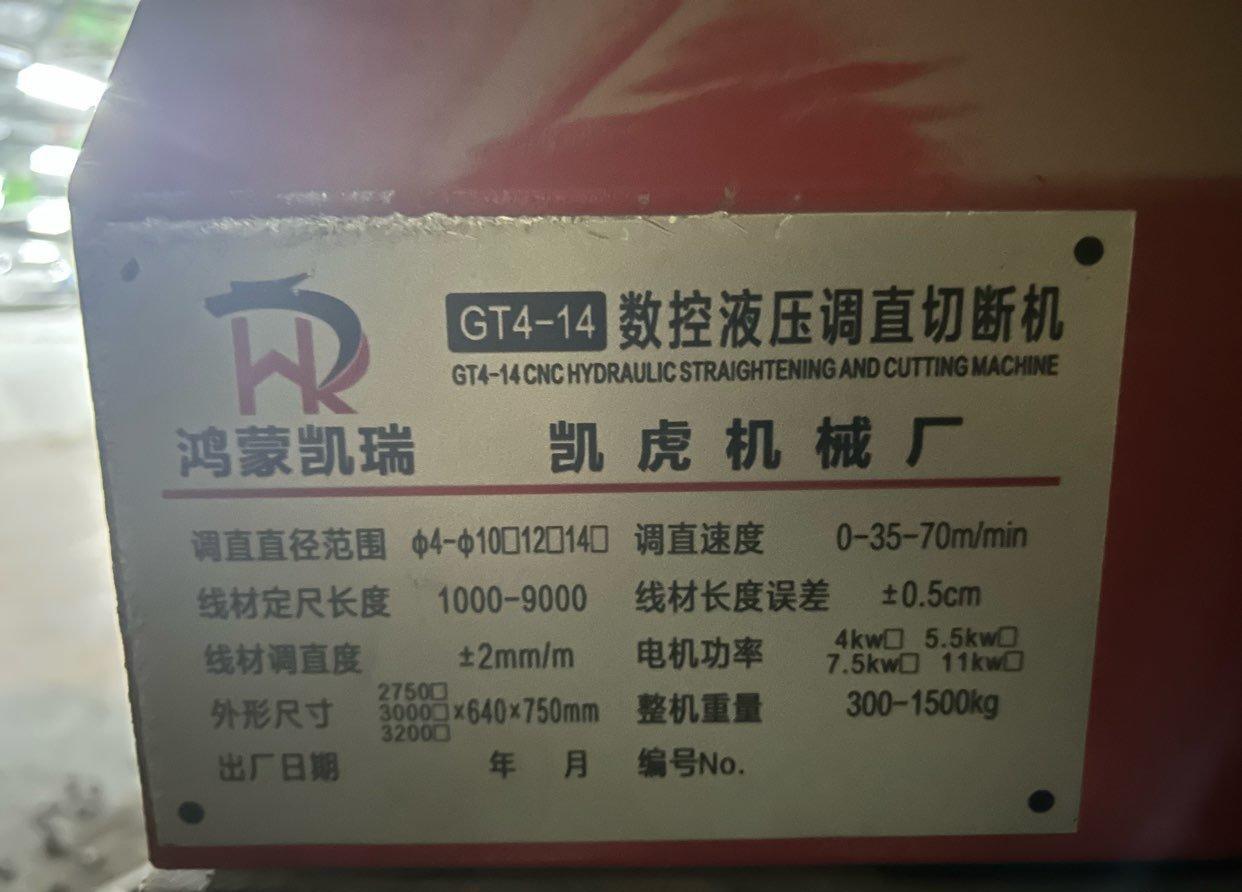 GT4-14 数控液压调直切断机
GT4-14 CNC HYDRAULIC STRAIGHTENING AND CUTTING MACHINE
HR
鸿蒙凯瑞 凯虎机械厂
调直直径范围 ф4-ф10□12□14□ 调直速度 0-35-70m/min
线材定尺长度 1000-9000 线材长度误差 ±0.5cm
线材调直度 ±2mm/m 电机功率 4kw□ 5.5kw□
7.5kw□ 11kw□
外形尺寸 2750□
3000□×640×750mm 整机重量 300-1500kg
3200□
出厂日期 年 月 编号No.